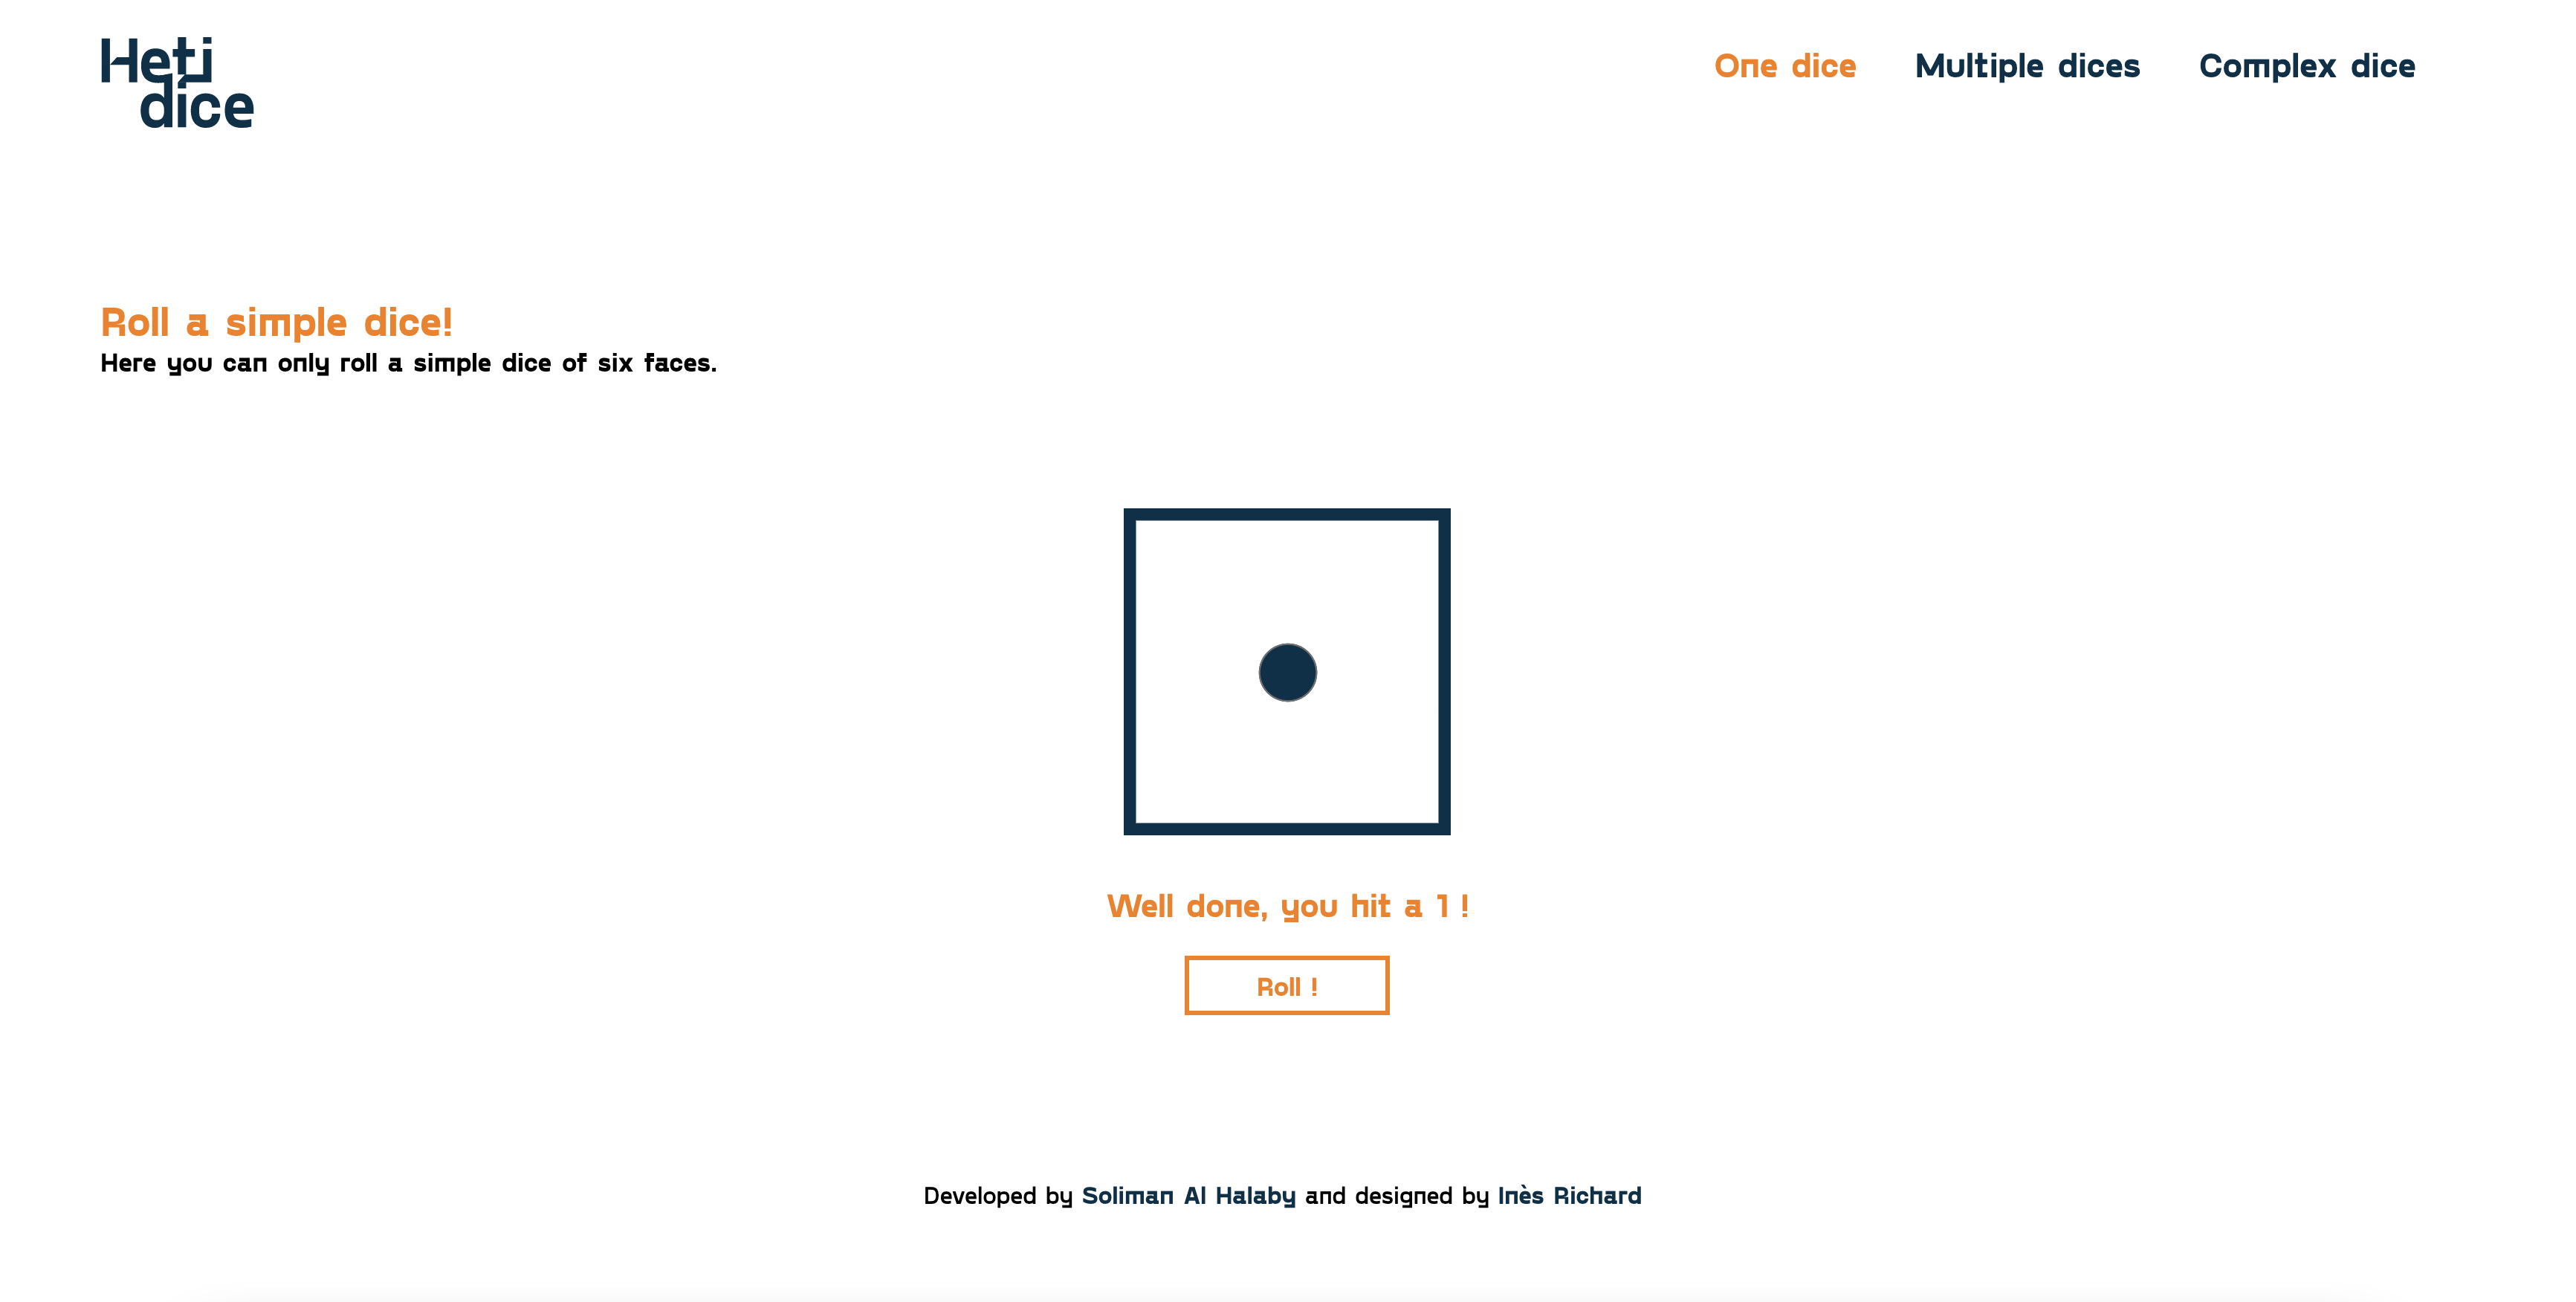 Heti
dice
One dice
Multiple dices
Complex dice
Roll a simple dice!
Here you can only roll a simple dice of six faces.
Well done, you hit a 1 !
Roll !
Developed by Soliman Al Halaby and designed by Inès Richard